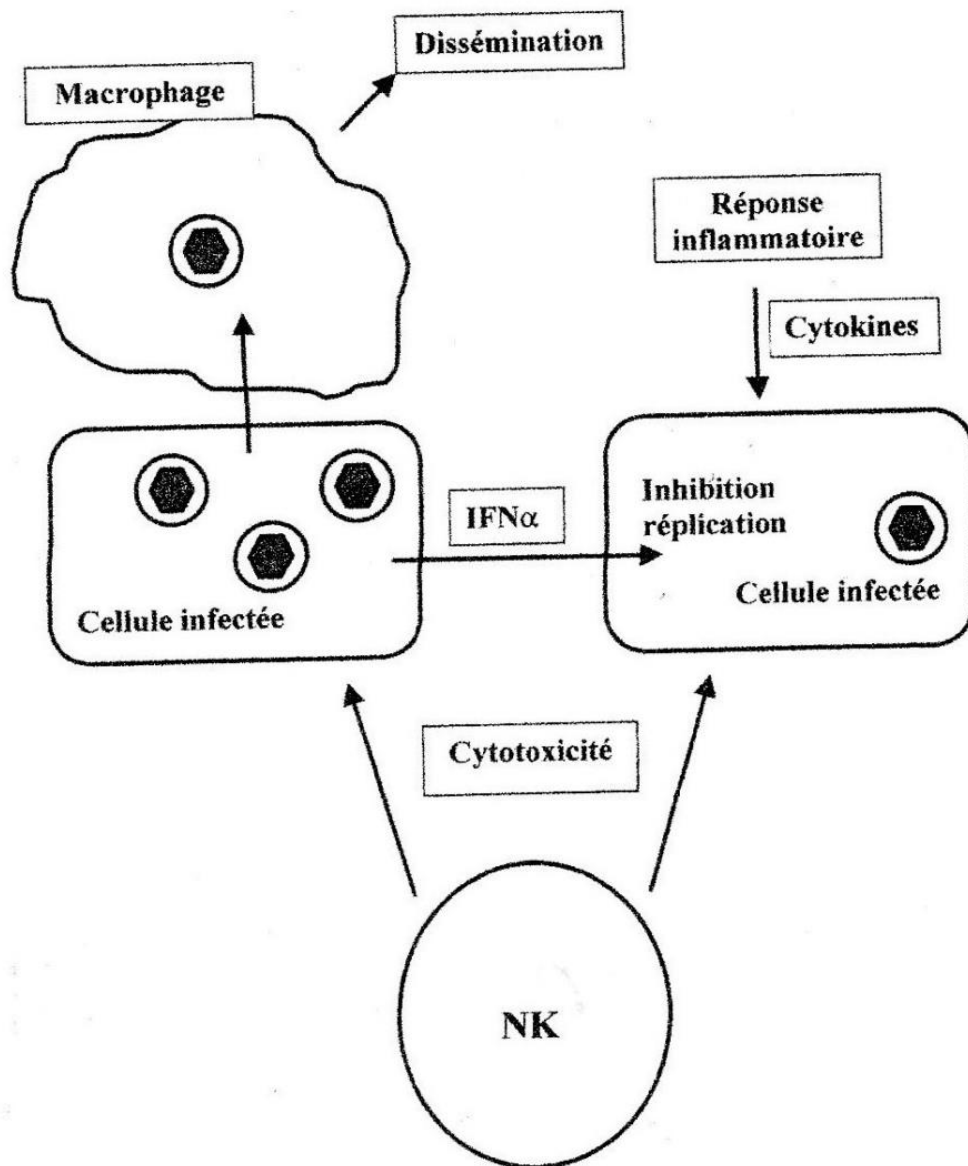 Dissémination
Macrophage
Réponse
inflammatoire
Cytokines
IFNα
Inhibition
réplication
Cellule infectée
Cellule infectée
Cytotoxicité
NK